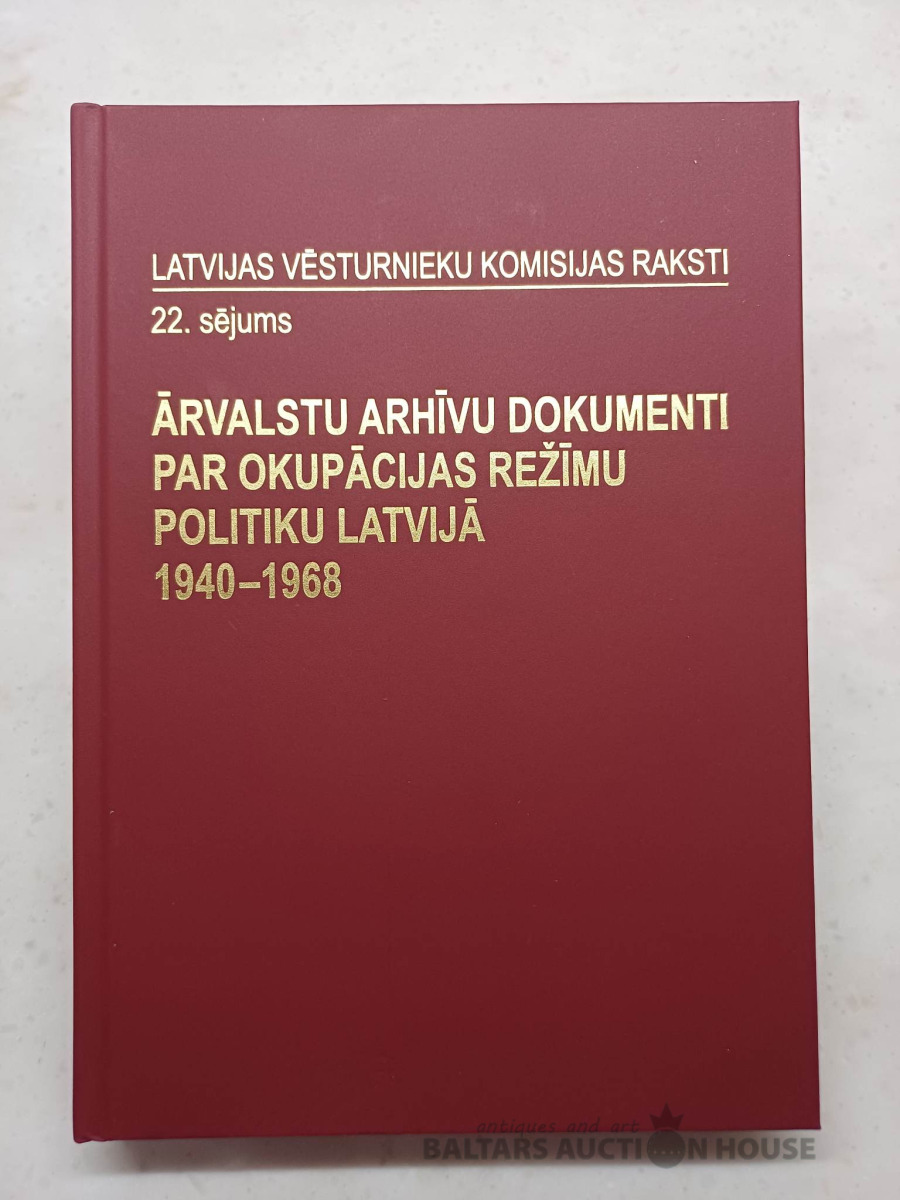 LATVIJAS VĒSTURNIEKU KOMISIJAS RAKSTI
22. sējums
ĀRVALSTU ARHĪVU DOKUMENTI
PAR OKUPĀCIJAS REŽĪMU
POLITIKU LATVIJĀ
1940–1968
antiques and art
BALTARS AUCTION HOUSE